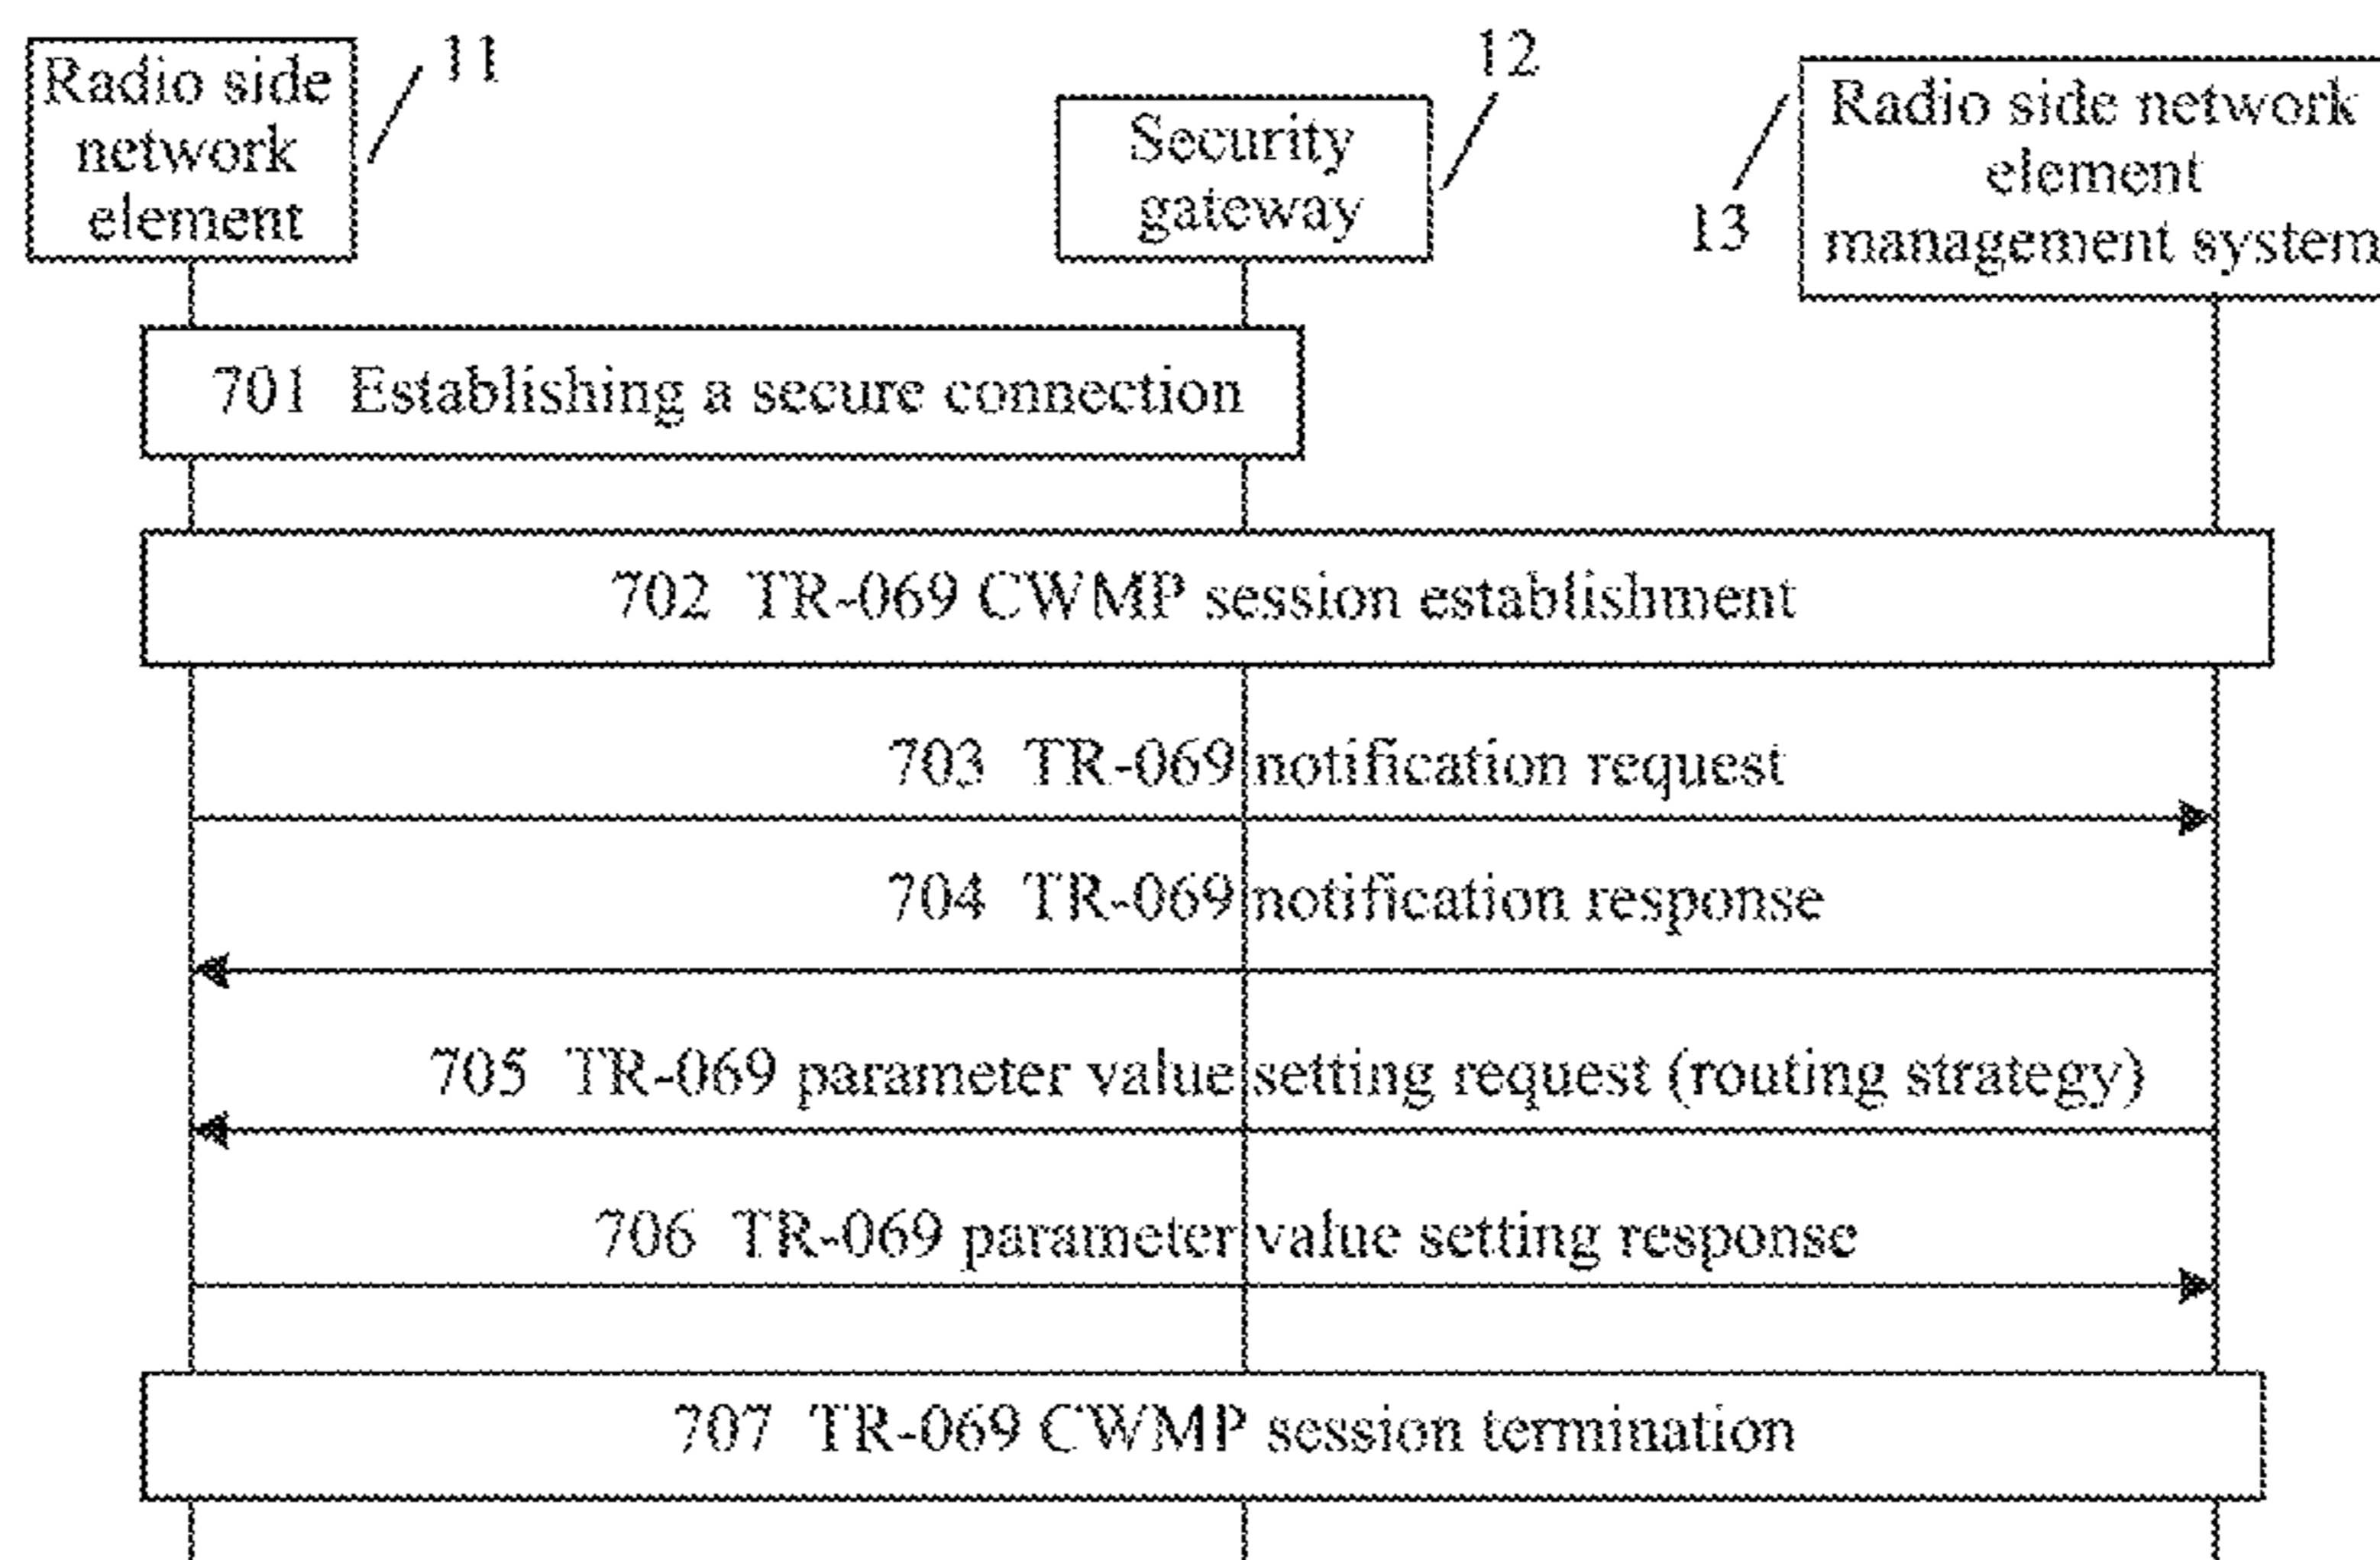 Radio side
network
element
11
Security
gateway
12
Radio side network
element
management system
13
701 Establishing a secure connection
702 TR-069 CWMP session establishment
703 TR-069 notification request
704 TR-069 notification response
705 TR-069 parameter value setting request (routing strategy)
706 TR-069 parameter value setting response
707 TR-069 CWMP session termination